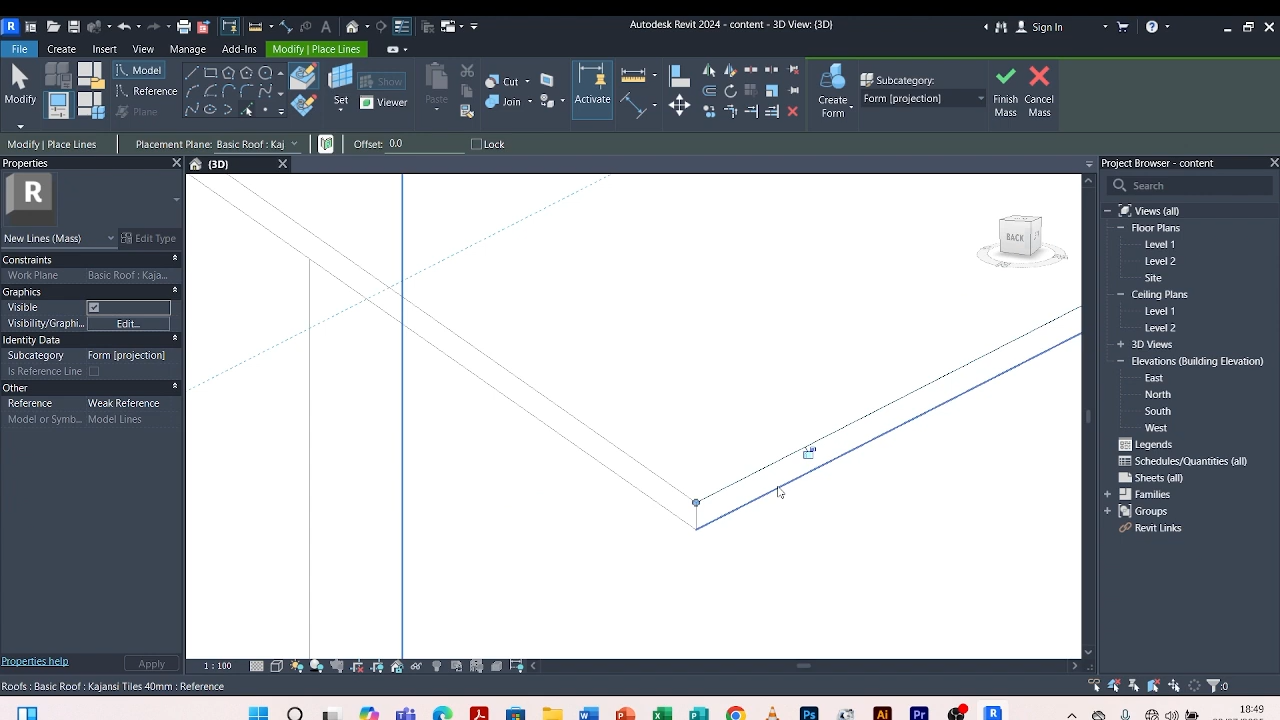 Autodesk Revit 2024 - content - 3D View: {3D}
Sign In
File Create Insert View Manage Add-Ins Modify | Place Lines
Modify
Model
Reference
Plane
Set
Show
Viewer
Paste
Cut
Join
Activate
Create
Form
Subcategory:
Form [projection]
Finish
Mass
Cancel
Mass
Modify | Place Lines
Placement Plane: Basic Roof : Kaj
Offset: 0.0
Lock
Properties
(3D)
Project Browser - content
R
Search
New Lines (Mass)
Edit Type
Constraints
Work Plane Basic Roof : Kaja...
Graphics
Visible
Visibility/Graphi... Edit...
Identity Data
Subcategory Form [projection]
Is Reference Line
Other
Reference Weak Reference
Model or Symb... Model Lines
BACK
Views (all)
Floor Plans
Level 1
Level 2
Site
Ceiling Plans
Level 1
Level 2
3D Views
Elevations (Building Elevation)
East
North
South
West
Legends
Schedules/Quantities (all)
Sheets (all)
Families
Groups
Revit Links
Properties help
Apply
1 : 100
Roofs : Basic Roof : Kajansi Tiles 40mm : Reference
:0
18:49